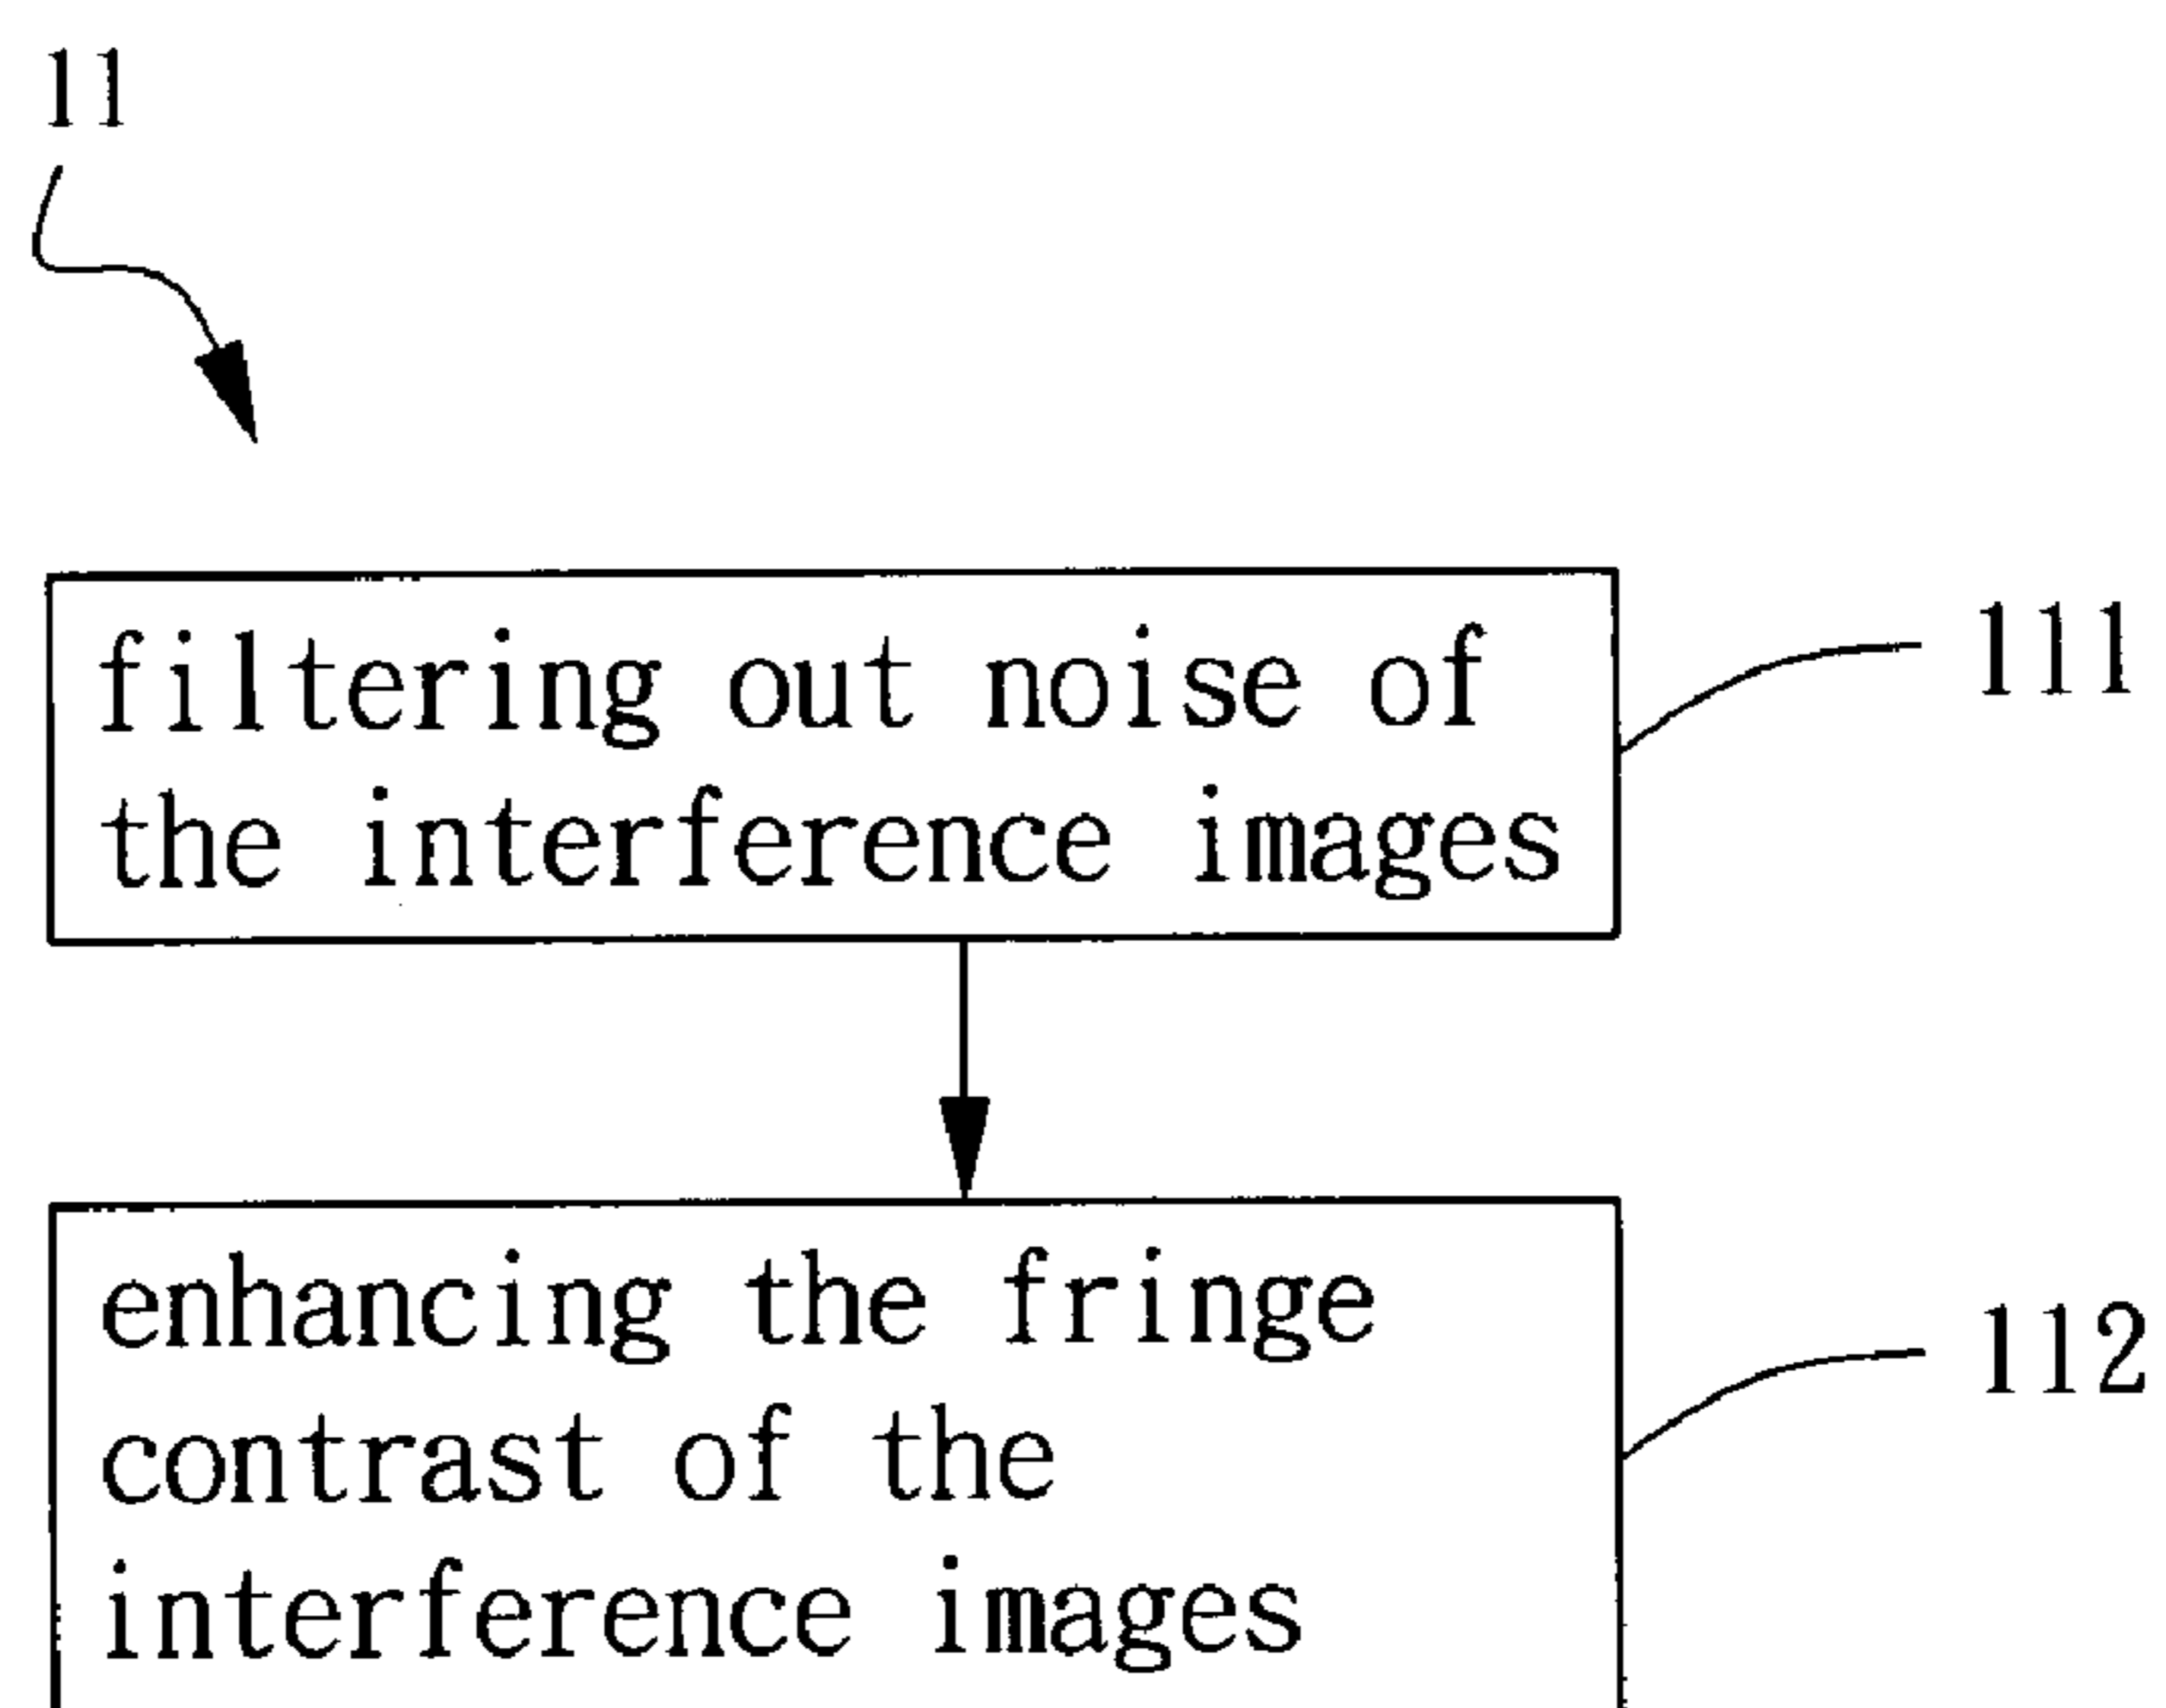 11
filtering out noise of
the interference images
111
enhancing the fringe
contrast of the
interference images
112